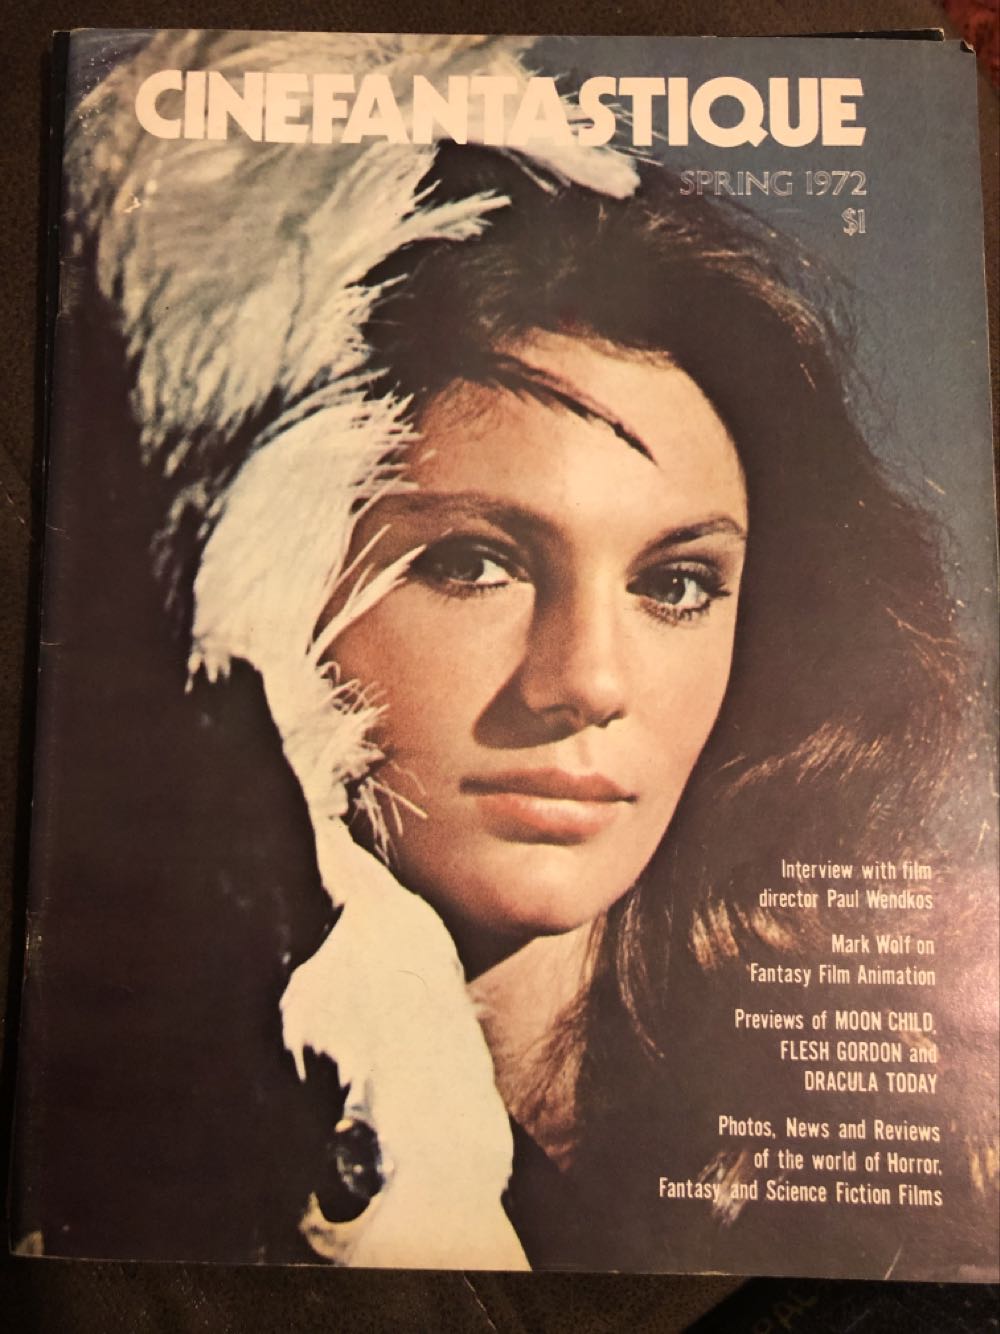 CINEFANTASTIQUE
SPRING 1972
$1
Interview with film
director Paul Wendkos
Mark Wolf on
Fantasy Film Animation
Previews of MOON CHILD,
FLESH GORDON and
DRACULA TODAY
Photos, News and Reviews
of the world of Horror,
Fantasy and Science Fiction Films